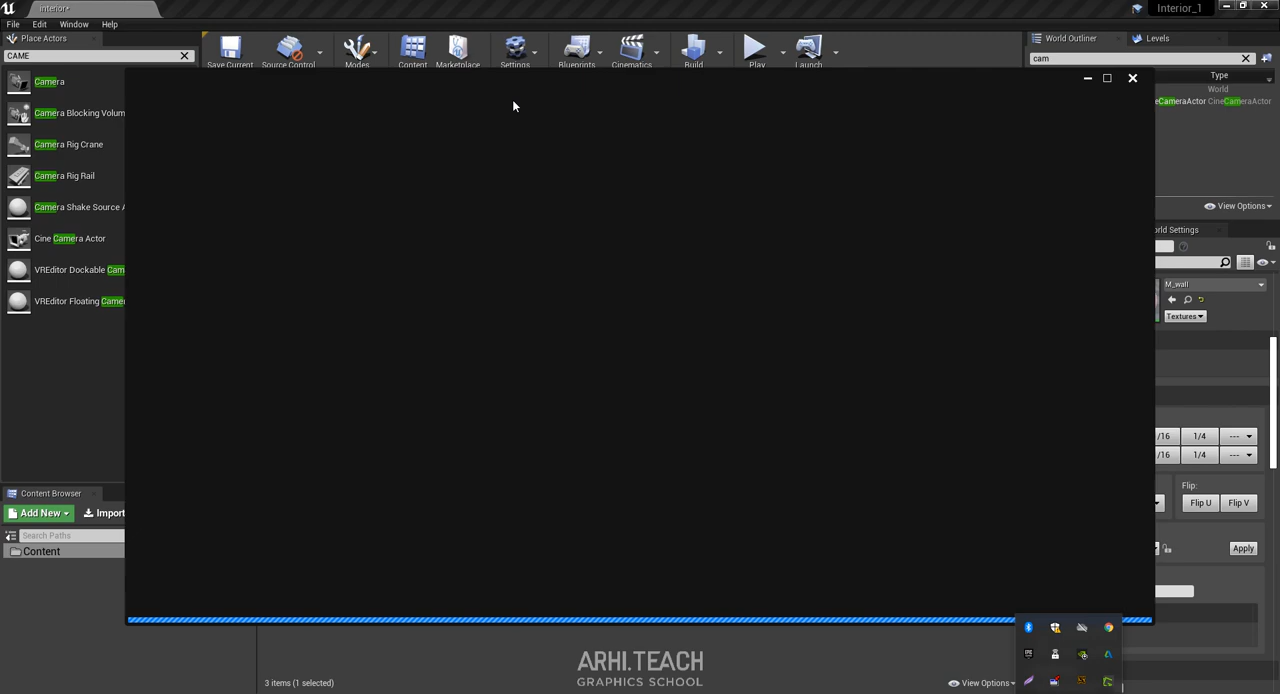 interior*
Interior_1
File Edit Window Help
Place Actors
World Outliner
Levels
CAME
Save Current
Source Control
Modes
Content
Marketplace
Settings
Blueprints
Cinematics
Build
Play
Launch
cam
Type
World
eCameraActor CineCameraActor
Camera
Camera Blocking Volum
Camera Rig Crane
Camera Rig Rail
Camera Shake Source A
Cine Camera Actor
VREditor Dockable Cam
VREditor Floating Came
View Options
orld Settings
M_wall
Textures
/16 1/4 ---
/16 1/4 ---
Flip:
Flip U Flip V
Apply
Content Browser
Add New Import
Search Paths
Content
ARHI.TEACH
GRAPHICS SCHOOL
3 items (1 selected)
View Options